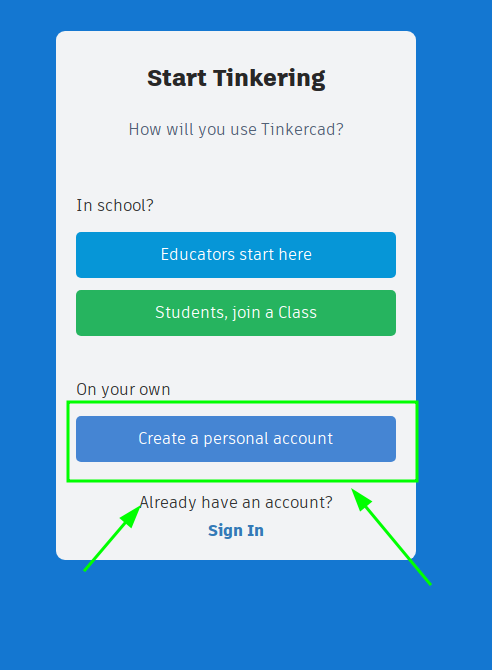 Start Tinkering
How will you use Tinkercad?
In school?
Educators start here
Students, join a Class
On your own
Create a personal account
Already have an account?
Sign In